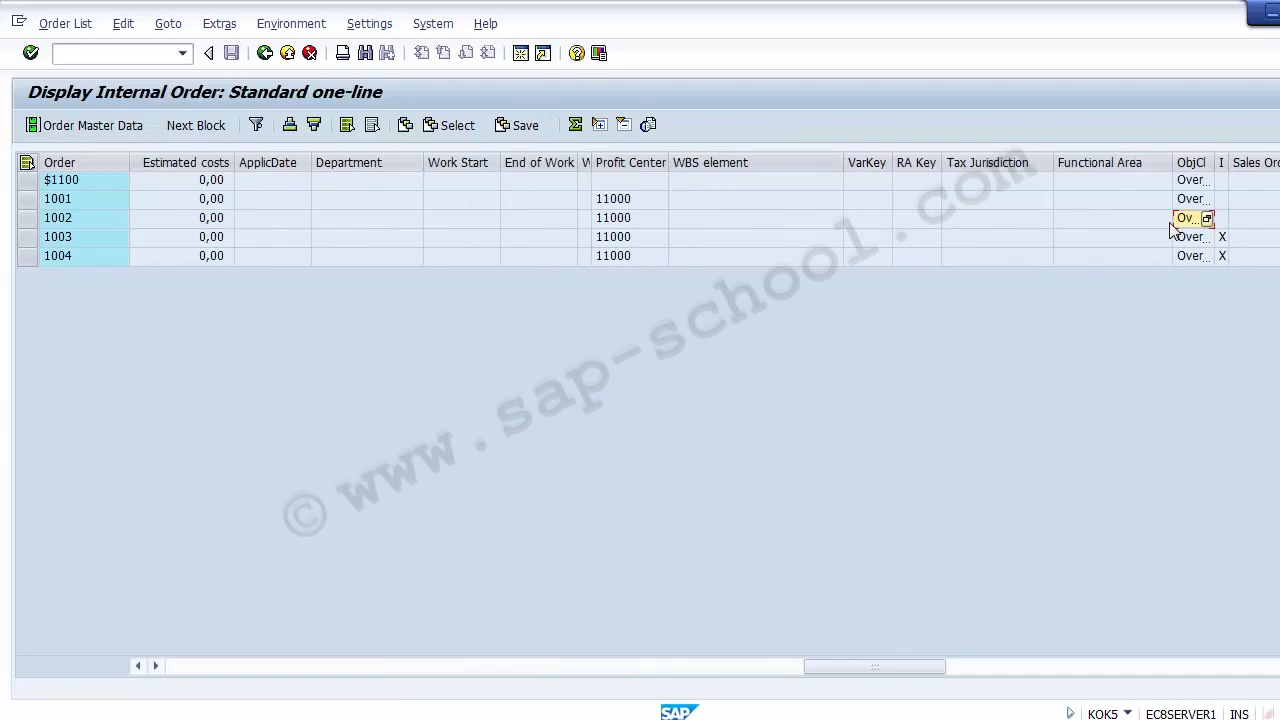 Order List Edit Goto Extras Environment Settings System Help
Display Internal Order: Standard one-line
Order Master Data Next Block Select Save
Order Estimated costs ApplicDate Department Work Start End of Work W Profit Center WBS element VarKey RA Key Tax Jurisdiction Functional Area ObjCl I Sales Ord
$1100 0,00 Over...
1001 0,00 11000 Over...
1002 0,00 11000 Ov...
1003 0,00 11000 Over... X
1004 0,00 11000 Over... X
© www.sap-school.com
SAP KOK5 EC8SERVER1 INS